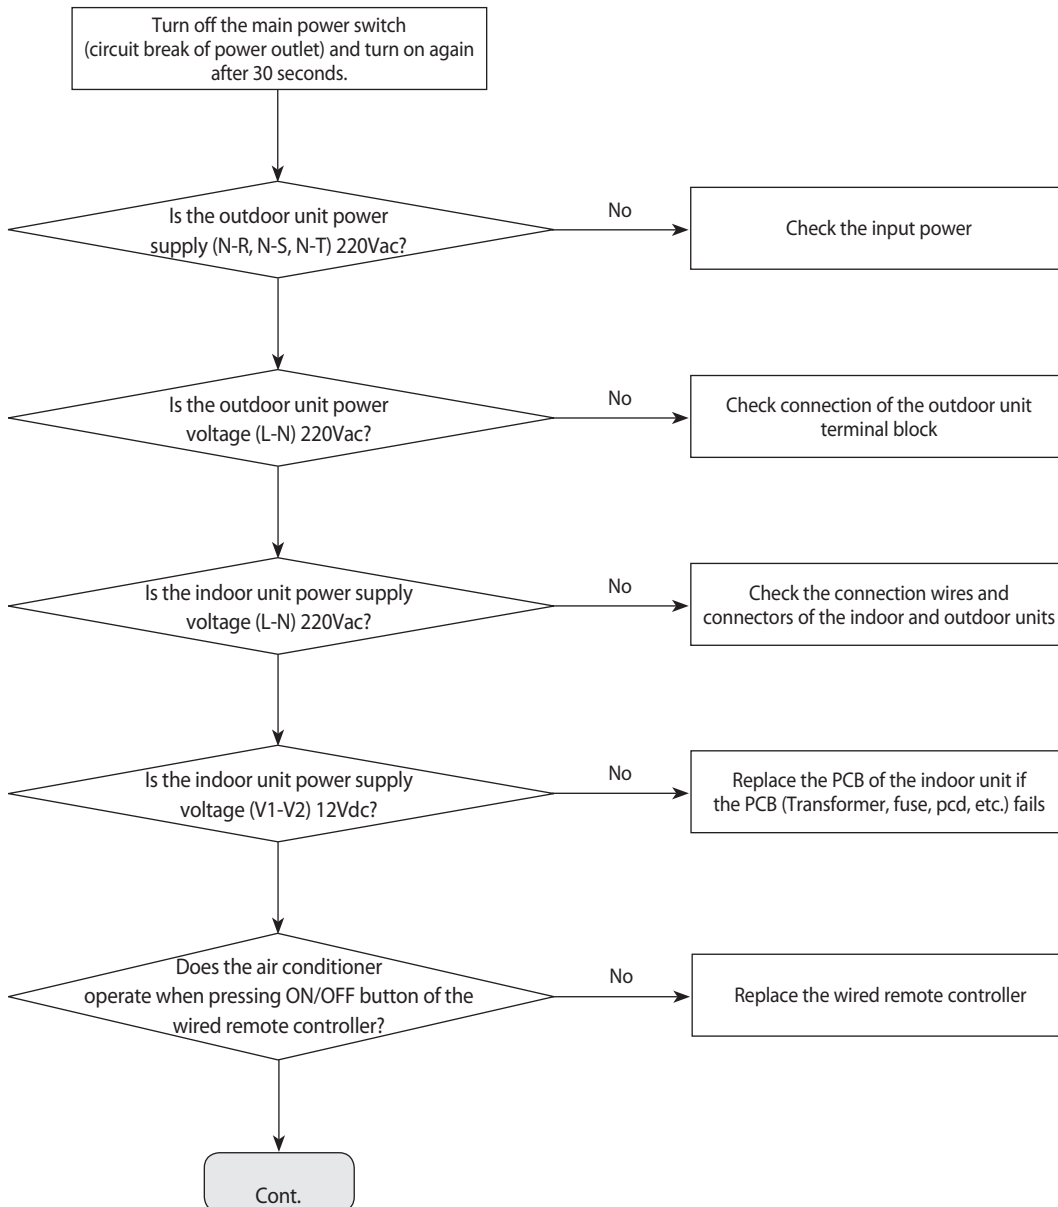 Turn off the main power switch
(circuit break of power outlet) and turn on again
after 30 seconds.
Is the outdoor unit power
supply (N-R, N-S, N-T) 220Vac?
No
Check the input power
Is the outdoor unit power
voltage (L-N) 220Vac?
No
Check connection of the outdoor unit
terminal block
Is the indoor unit power supply
voltage (L-N) 220Vac?
No
Check the connection wires and
connectors of the indoor and outdoor units
Is the indoor unit power supply
voltage (V1-V2) 12Vdc?
No
Replace the PCB of the indoor unit if
the PCB (Transformer, fuse, pcd, etc.) fails
Does the air conditioner
operate when pressing ON/OFF button of the
wired remote controller?
No
Replace the wired remote controller
Cont.